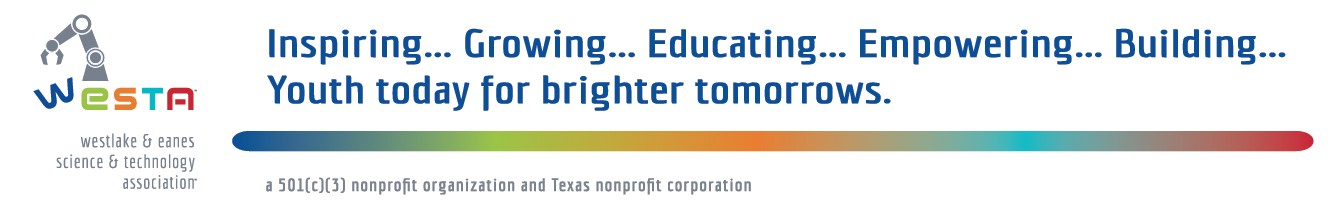 WESTA
westlake & eanes
science & technology
association™
Inspiring... Growing... Educating... Empowering... Building...
Youth today for brighter tomorrows.
a 501(c)(3) nonprofit organization and Texas nonprofit corporation